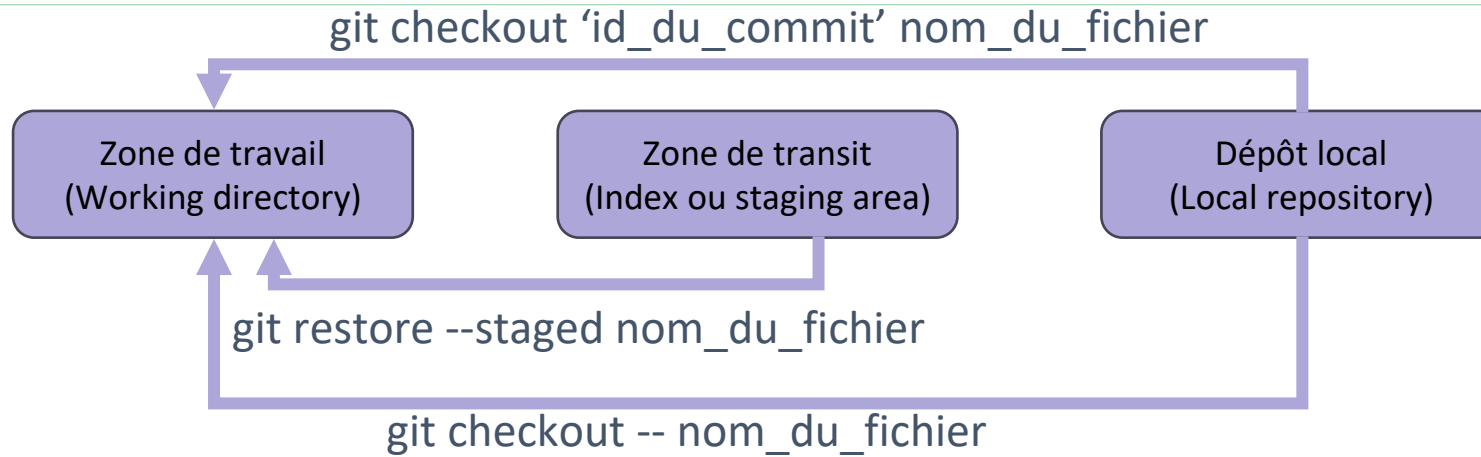 git checkout ‘id_du_commit’ nom_du_fichier
Zone de travail
(Working directory)
Zone de transit
(Index ou staging area)
Dépôt local
(Local repository)
git restore --staged nom_du_fichier
git checkout -- nom_du_fichier